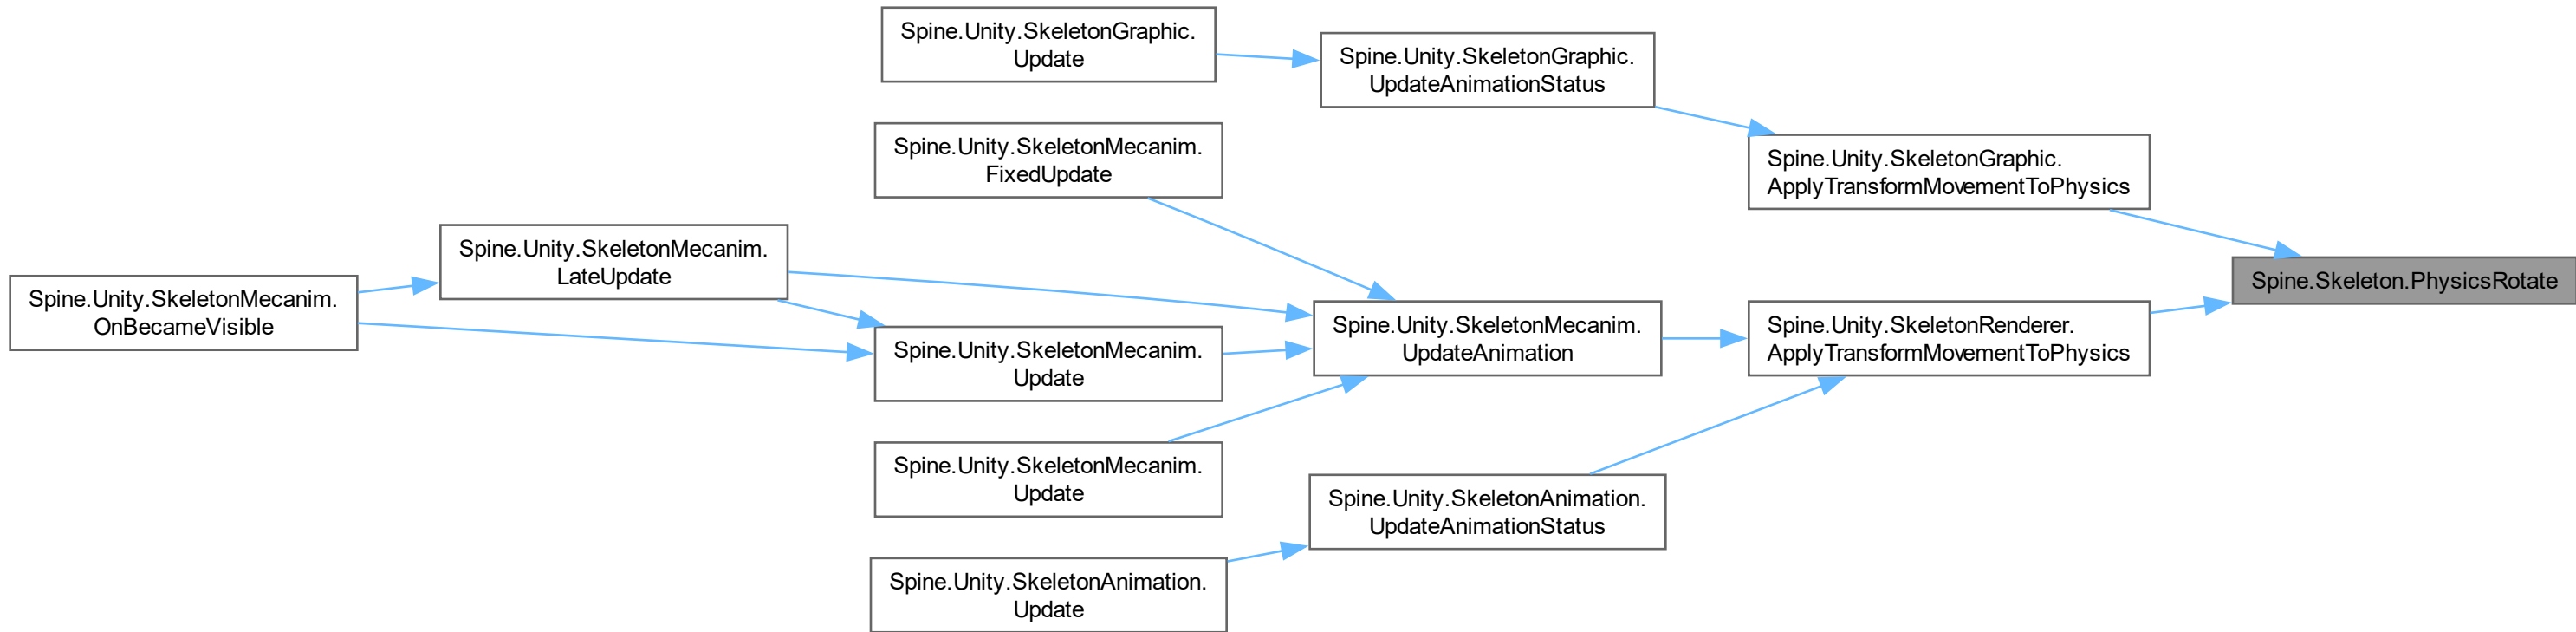 Spine.Unity.SkeletonGraphic.
Update
Spine.Unity.SkeletonGraphic.
UpdateAnimationStatus
Spine.Unity.SkeletonMecanim.
FixedUpdate
Spine.Unity.SkeletonGraphic.
ApplyTransformMovementToPhysics
Spine.Unity.SkeletonMecanim.
LateUpdate
Spine.Skeleton.PhysicsRotate
Spine.Unity.SkeletonMecanim.
OnBecameVisible
Spine.Unity.SkeletonMecanim.
Update
Spine.Unity.SkeletonMecanim.
UpdateAnimation
Spine.Unity.SkeletonRenderer.
ApplyTransformMovementToPhysics
Spine.Unity.SkeletonMecanim.
Update
Spine.Unity.SkeletonAnimation.
UpdateAnimationStatus
Spine.Unity.SkeletonAnimation.
Update